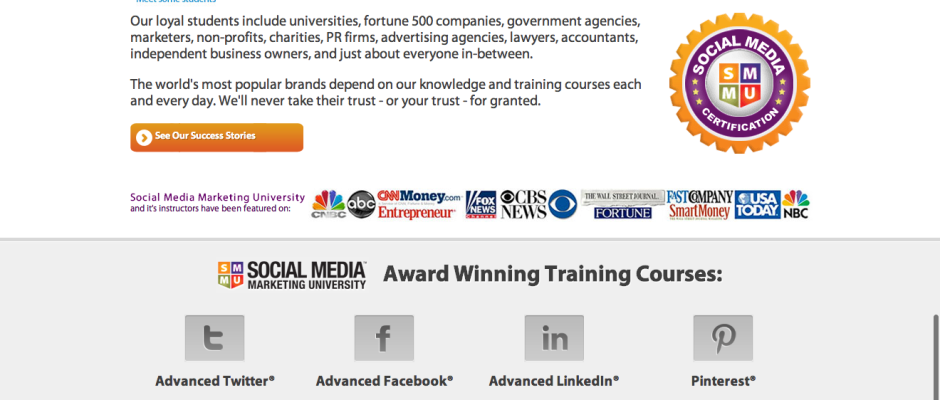 Meet some students
Our loyal students include universities, fortune 500 companies, government agencies,
marketers, non-profits, charities, PR firms, advertising agencies, lawyers, accountants,
independent business owners, and just about everyone in-between.
The world's most popular brands depend on our knowledge and training courses each
and every day. We'll never take their trust - or your trust - for granted.
See Our Success Stories
SOCIAL MEDIA
SM
MU
CERTIFICATION
Social Media Marketing University
and it's instructors have been featured on:
CNBC
abc
CNNMoney.com
Entrepreneur
FOX
NEWS
CBS
NEWS
THE WALL STREET JOURNAL
FORTUNE
FAST COMPANY
SmartMoney
USA
TODAY
NBC
SM
MU
SOCIAL MEDIA™
MARKETING UNIVERSITY
Award Winning Training Courses:
t
f
in
P
Advanced Twitter®
Advanced Facebook®
Advanced LinkedIn®
Pinterest®